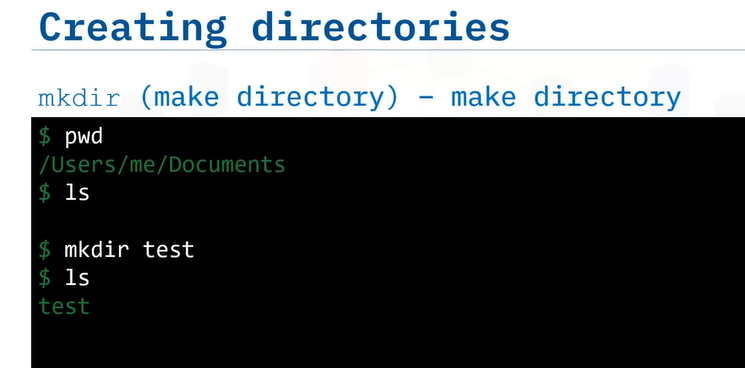 Creating directories
mkdir (make directory) – make directory
$ pwd
/Users/me/Documents
$ ls
$ mkdir test
$ ls
test